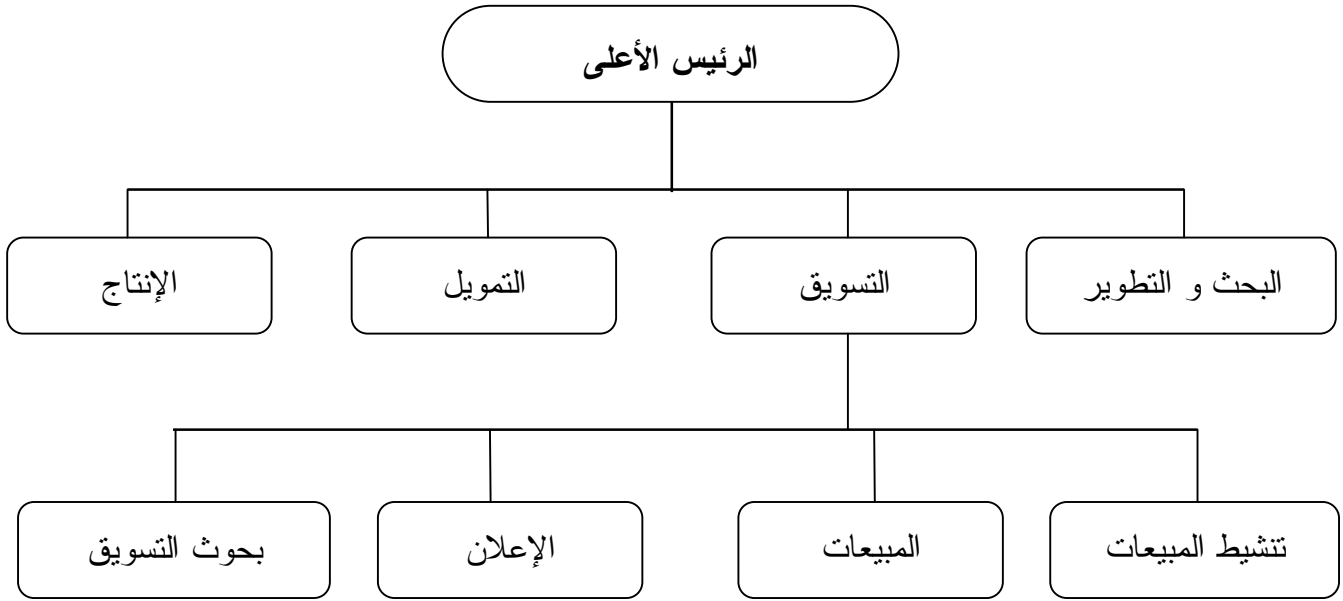 الرئيس الأعلى
البحث و التطوير
التسويق
التمويل
الإنتاج
تنشيط المبيعات
المبيعات
الإعلان
بحوث التسويق